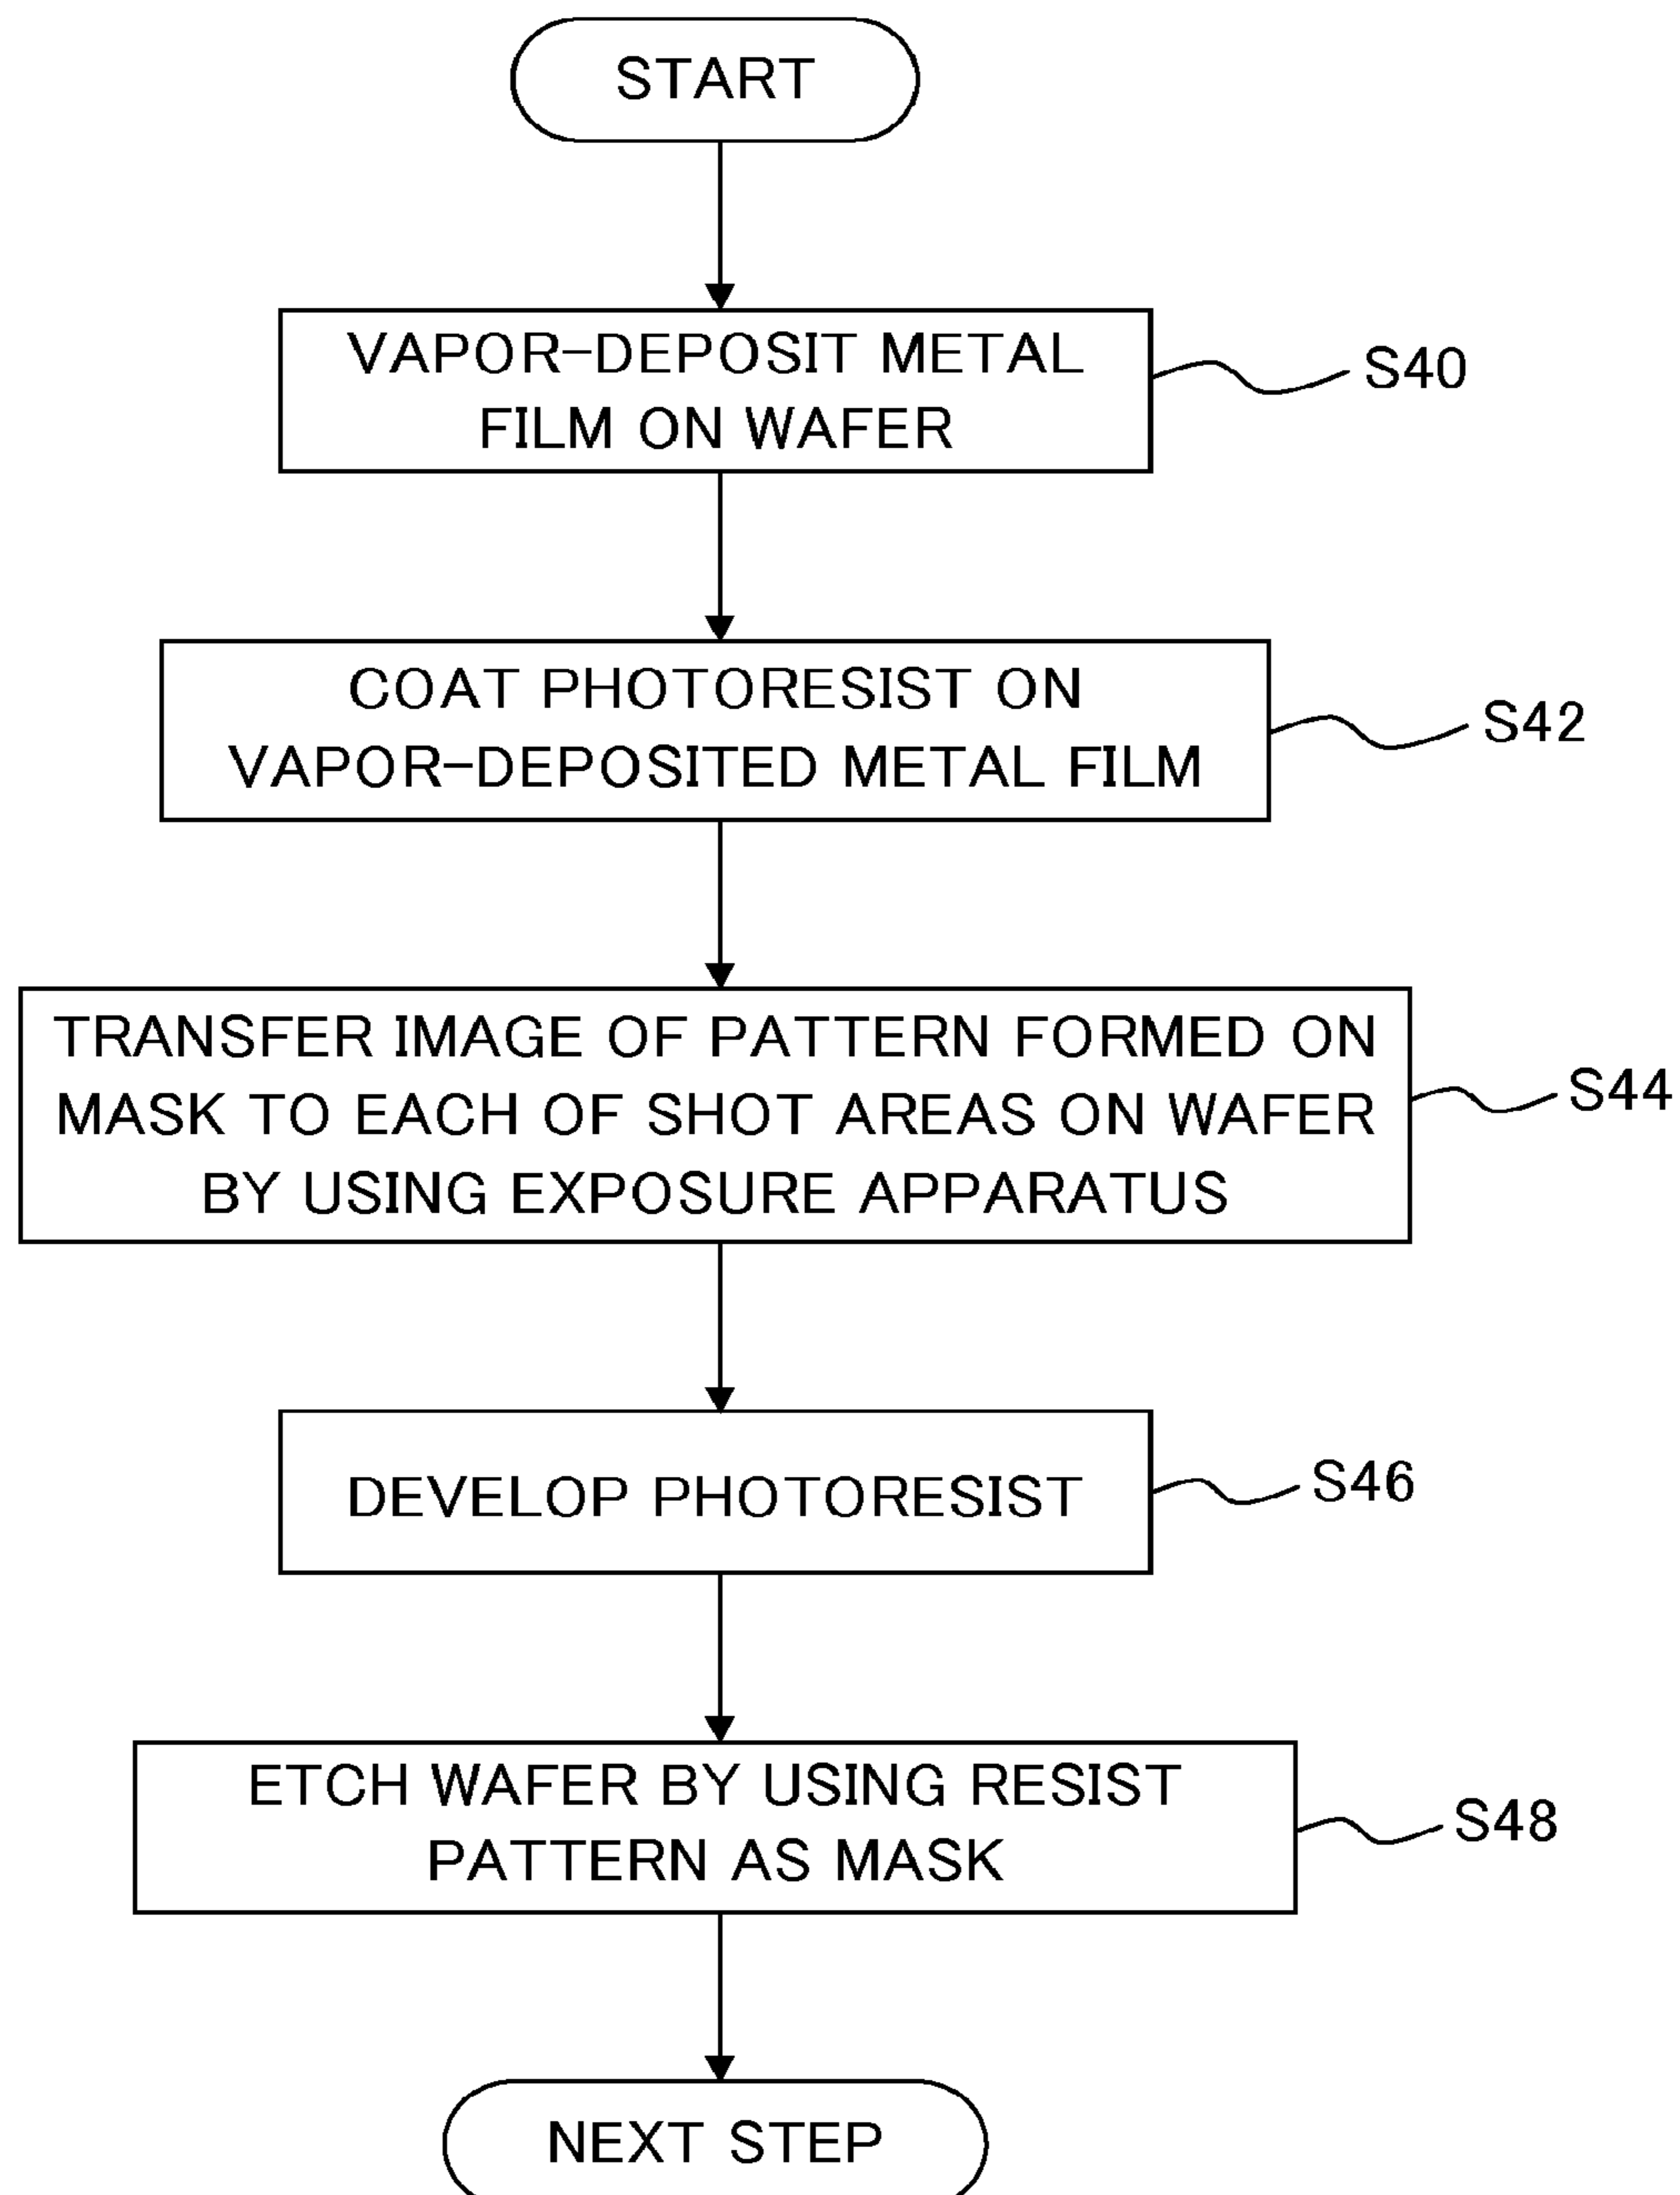 START
VAPOR-DEPOSIT METAL
FILM ON WAFER
S40
COAT PHOTORESIST ON
VAPOR-DEPOSITED METAL FILM
S42
TRANSFER IMAGE OF PATTERN FORMED ON
MASK TO EACH OF SHOT AREAS ON WAFER
BY USING EXPOSURE APPARATUS
S44
DEVELOP PHOTORESIST
S46
ETCH WAFER BY USING RESIST
PATTERN AS MASK
S48
NEXT STEP